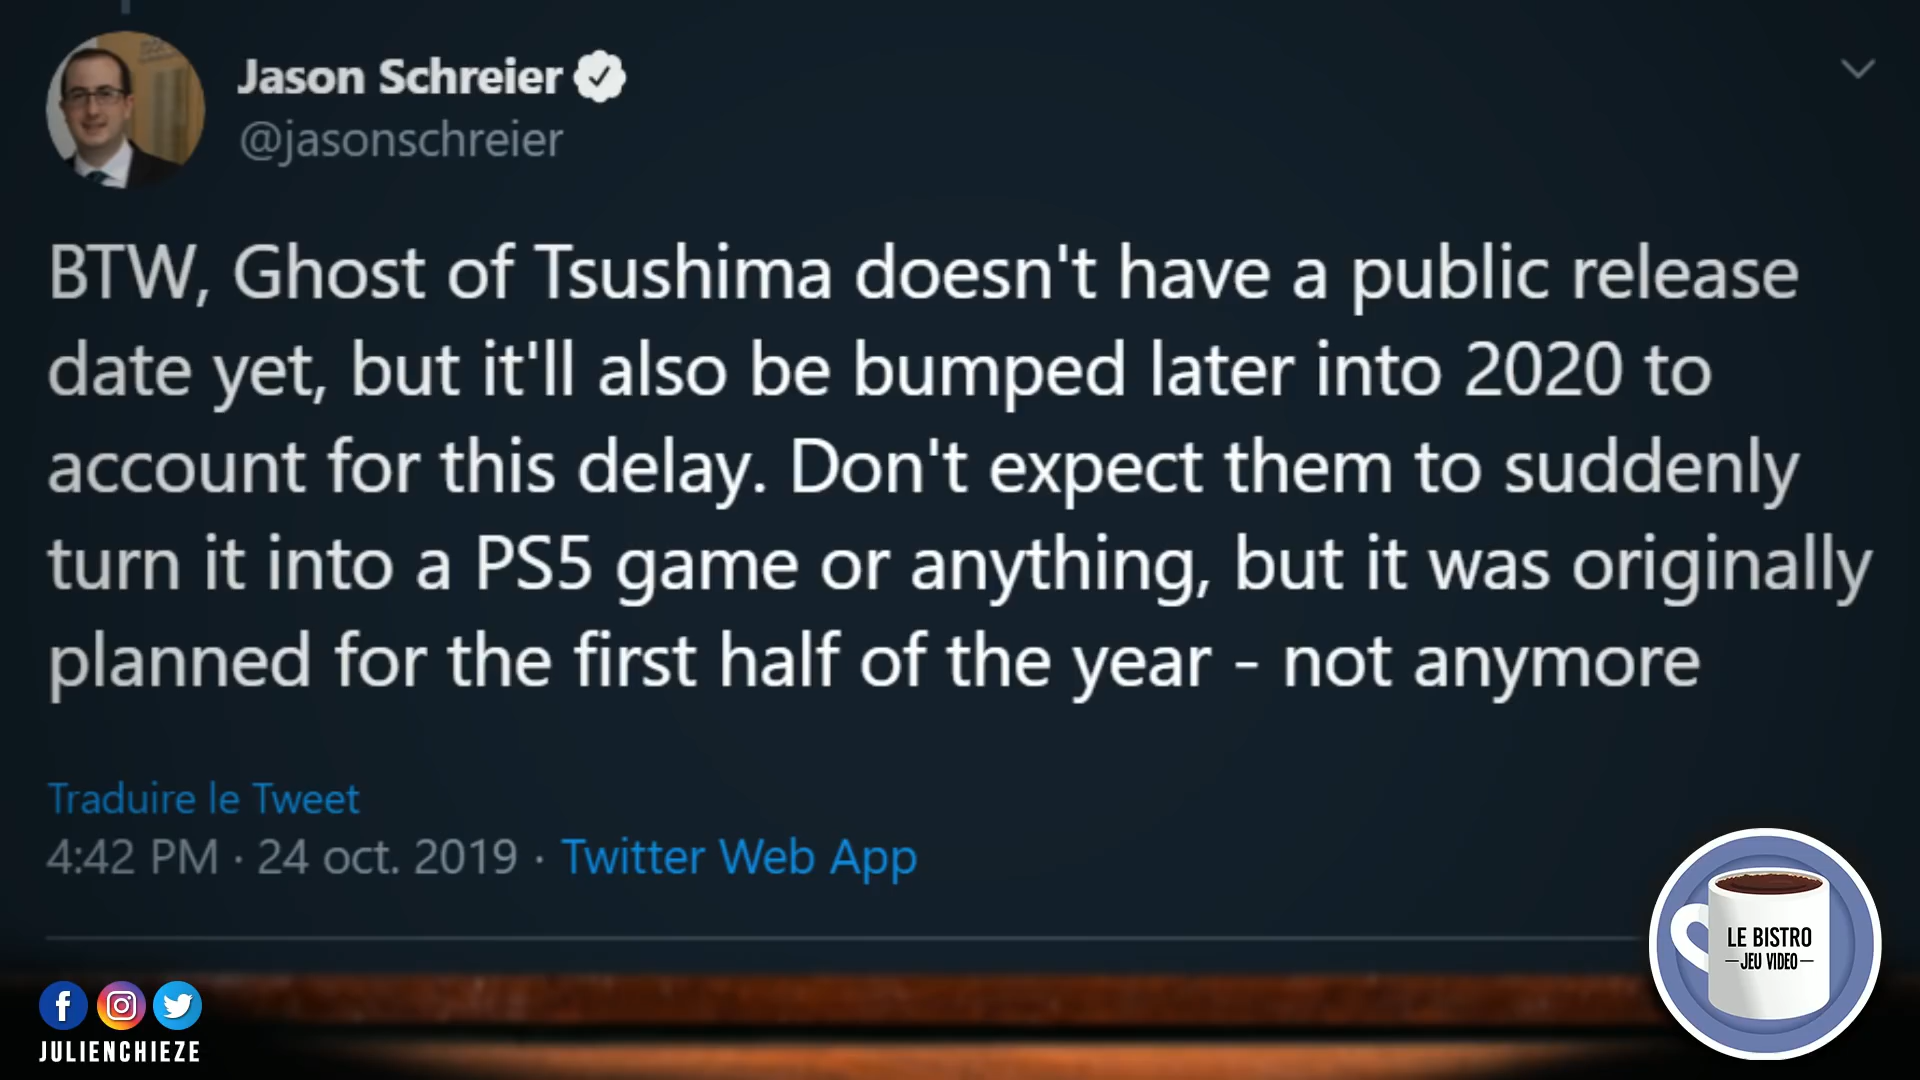 Jason Schreier
@jasonschreier
BTW, Ghost of Tsushima doesn't have a public release
date yet, but it'll also be bumped later into 2020 to
account for this delay. Don't expect them to suddenly
turn it into a PS5 game or anything, but it was originally
planned for the first half of the year - not anymore
Traduire le Tweet
4:42 PM · 24 oct. 2019 · Twitter Web App
LE BISTRO
JEU VIDEO
JULIENCHIEZE